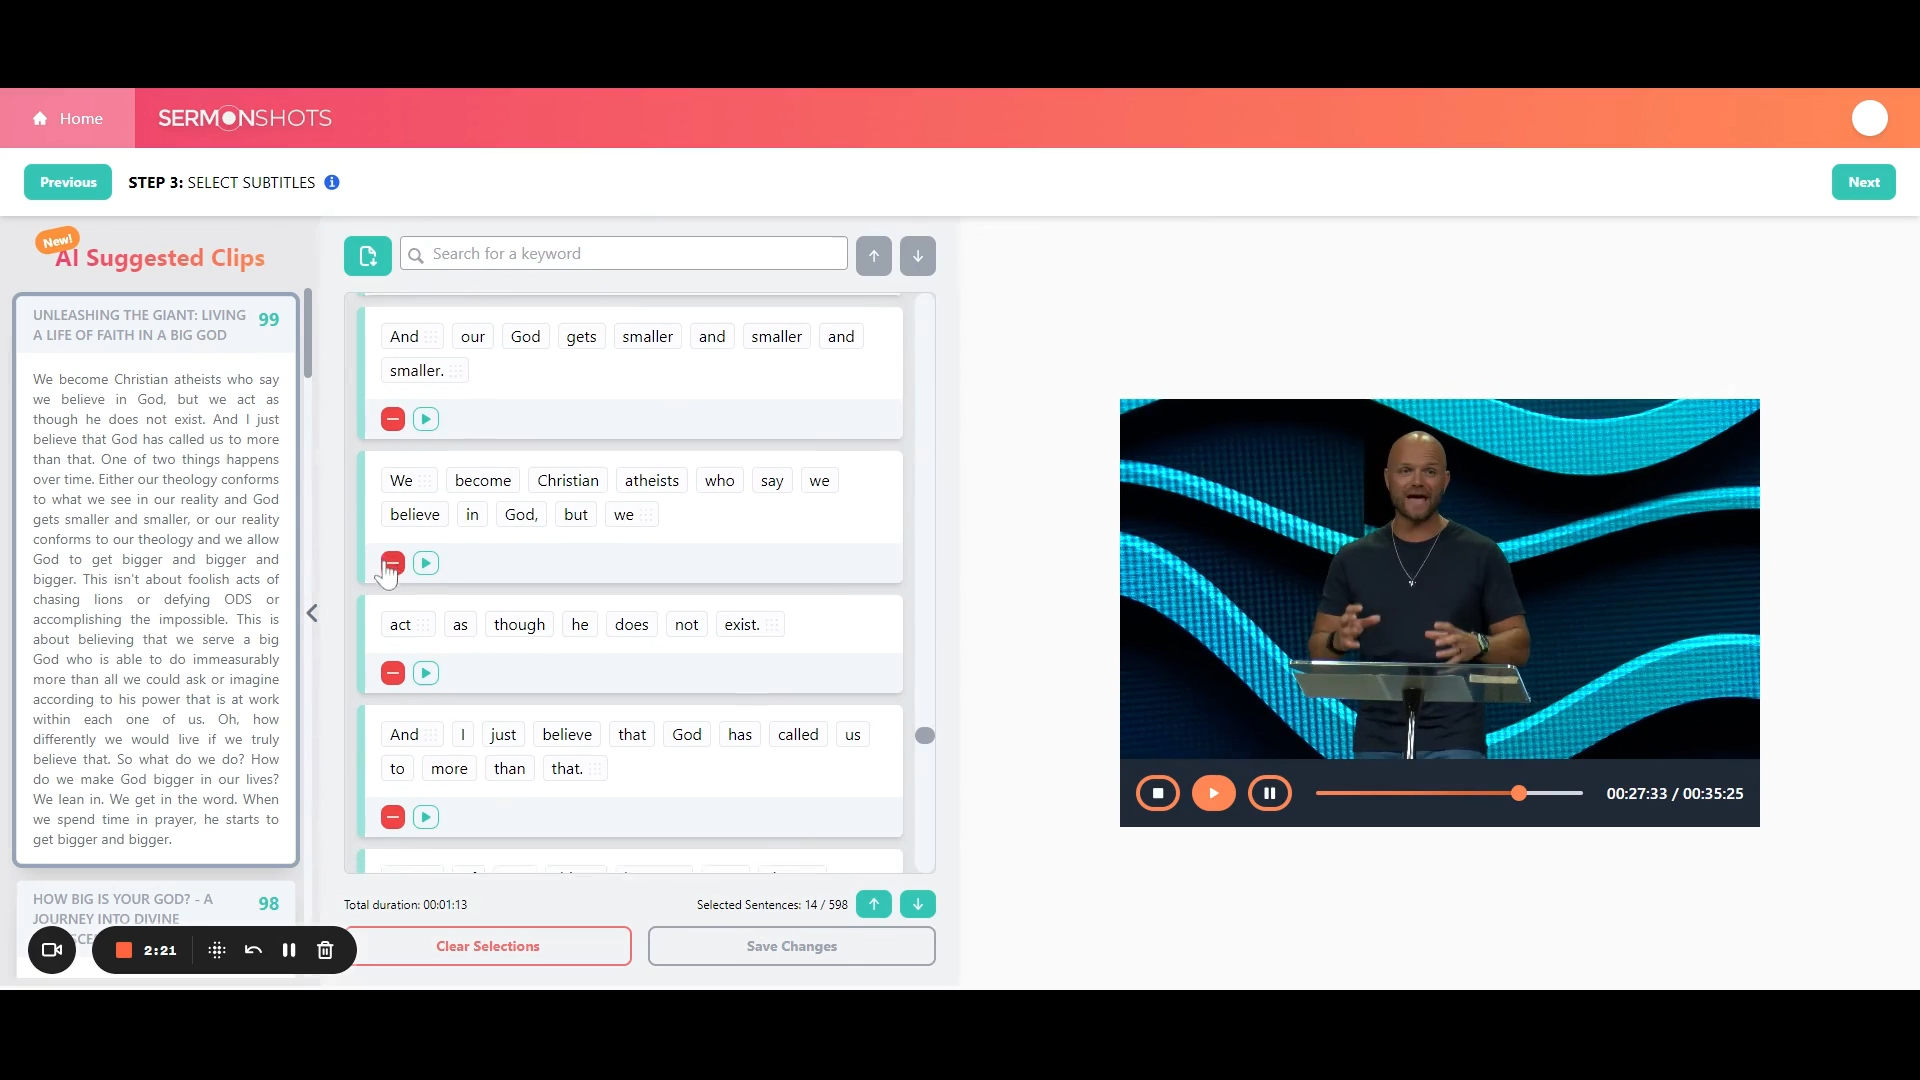 Home
SERMONSHOTS
Previous
STEP 3: SELECT SUBTITLES
Next
New!
AI Suggested Clips
UNLEASHING THE GIANT: LIVING
A LIFE OF FAITH IN A BIG GOD
99
We become Christian atheists who say
we believe in God, but we act as
though he does not exist. And I just
believe that God has called us to more
than that. One of two things happens
over time. Either our theology conforms
to what we see in our reality and God
gets smaller and smaller, or our reality
conforms to our theology and we allow
God to get bigger and bigger and
bigger. This isn't about foolish acts of
chasing lions or defying ODS or
accomplishing the impossible. This is
about believing that we serve a big
God who is able to do immeasurably
more than all we could ask or imagine
according to his power that is at work
within each one of us. Oh, how
differently we would live if we truly
believe that. So what do we do? How
do we make God bigger in our lives?
We lean in. We get in the word. When
we spend time in prayer, he starts to
get bigger and bigger.
HOW BIG IS YOUR GOD? - A
JOURNEY INTO DIVINE
98
2:21
Search for a keyword
And our God gets smaller and smaller and
smaller.
We become Christian atheists who say we
believe in God, but we
act as though he does not exist.
And I just believe that God has called us
to more than that.
Total duration: 00:01:13
Selected Sentences: 14 / 598
Clear Selections
Save Changes
00:27:33 / 00:35:25